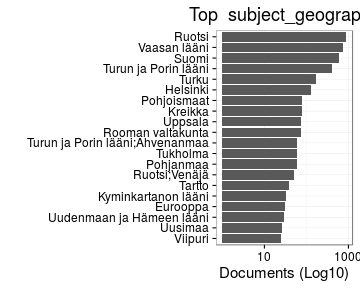 Top subject_geograp
Ruotsi
Vaasan lääni
Suomi
Turun ja Porin lääni
Turku
Helsinki
Pohjoismaat
Kreikka
Uppsala
Rooman valtakunta
Turun ja Porin lääni;Ahvenanmaa
Tukholma
Pohjanmaa
Ruotsi;Venäjä
Tartto
Kyminkartanon lääni
Eurooppa
Uudenmaan ja Hämeen lääni
Uusimaa
Viipuri
10 1000
Documents (Log10)